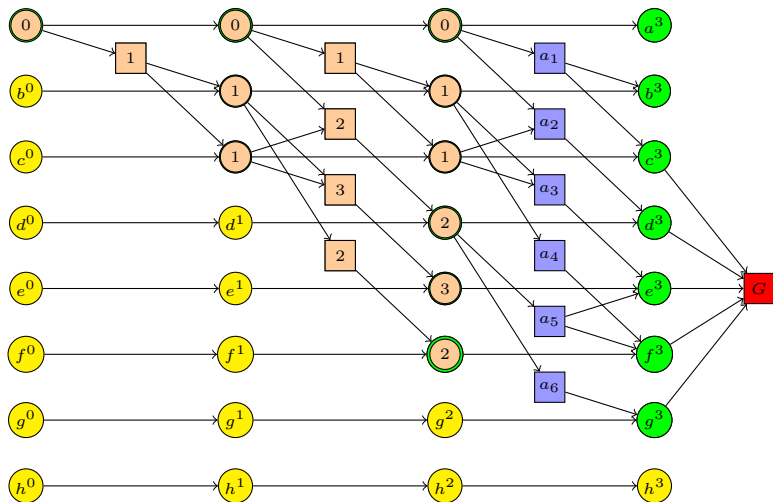 0 0 0 a³
1 1 a₁
b⁰ 1 1 b³
2 a₂
c⁰ 1 1 c³
3 a₃
d⁰ d¹ 2 d³
2 a₄
e⁰ e¹ 3 e³ G
a₅
f⁰ f¹ 2 f³
a₆
g⁰ g¹ g² g³
h⁰ h¹ h² h³